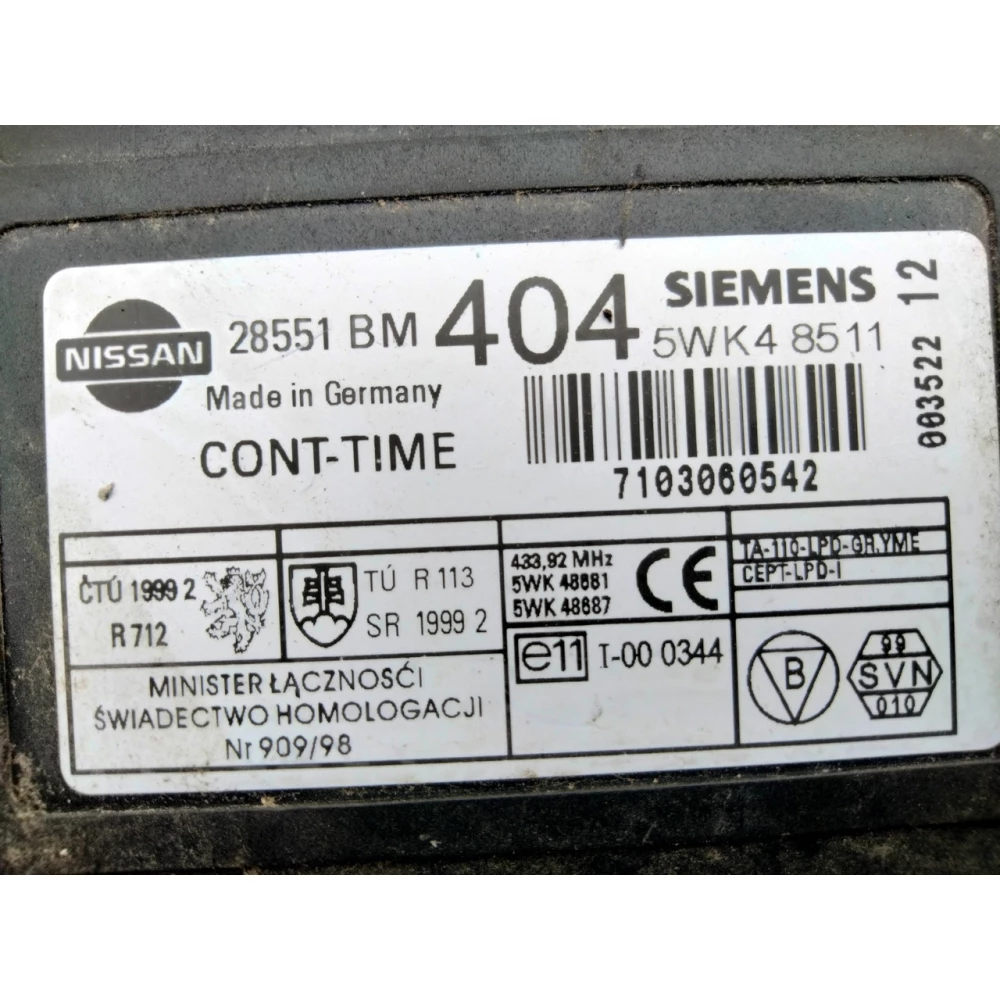 NISSAN
28551 BM 404
SIEMENS
5WK4 8511
Made in Germany
CONT-TIME
7103060542
003522 12
ČTÚ 1999 2
R 712
TÚ R 113
SR 1999 2
433,92 MHz
5WK 48681
5WK 48687
CE
TA-110-LPD-GR.YME
CEPT-LPD-I
MINISTER ŁĄCZNOŚĆI
ŚWIADECTWO HOMOLOGACJI
Nr 909/98
e11 I-00 0344
B
99
SVN
010